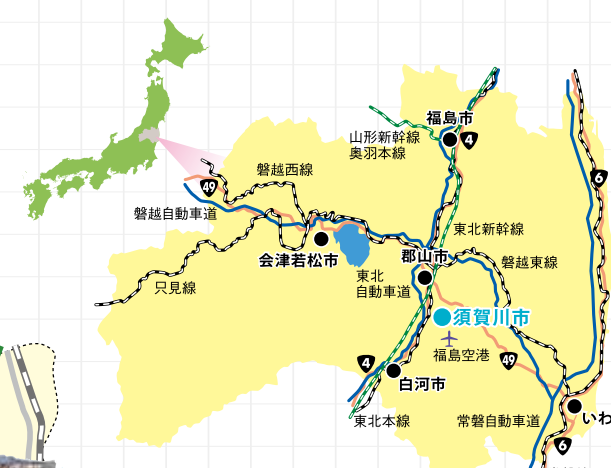 福島市
4
山形新幹線
奥羽本線
6
磐越西線
49
磐越自動車道
東北新幹線
会津若松市
郡山市
磐越東線
東北
自動車道
只見線
須賀川市
福島空港
4
49
白河市
東北本線
常磐自動車道
いわ
6